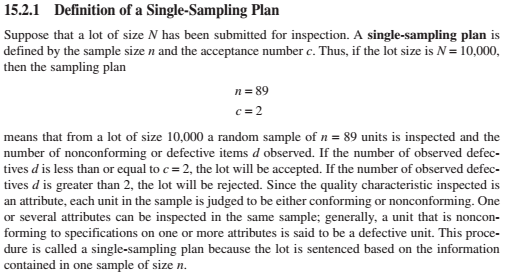 15.2.1 Definition of a Single-Sampling Plan
Suppose that a lot of size N has been submitted for inspection. A single-sampling plan is
defined by the sample size n and the acceptance number c. Thus, if the lot size is N = 10,000,
then the sampling plan
n = 89
c = 2
means that from a lot of size 10,000 a random sample of n = 89 units is inspected and the
number of nonconforming or defective items d observed. If the number of observed defec-
tives d is less than or equal to c = 2, the lot will be accepted. If the number of observed defec-
tives d is greater than 2, the lot will be rejected. Since the quality characteristic inspected is
an attribute, each unit in the sample is judged to be either conforming or nonconforming. One
or several attributes can be inspected in the same sample; generally, a unit that is noncon-
forming to specifications on one or more attributes is said to be a defective unit. This proce-
dure is called a single-sampling plan because the lot is sentenced based on the information
contained in one sample of size n.